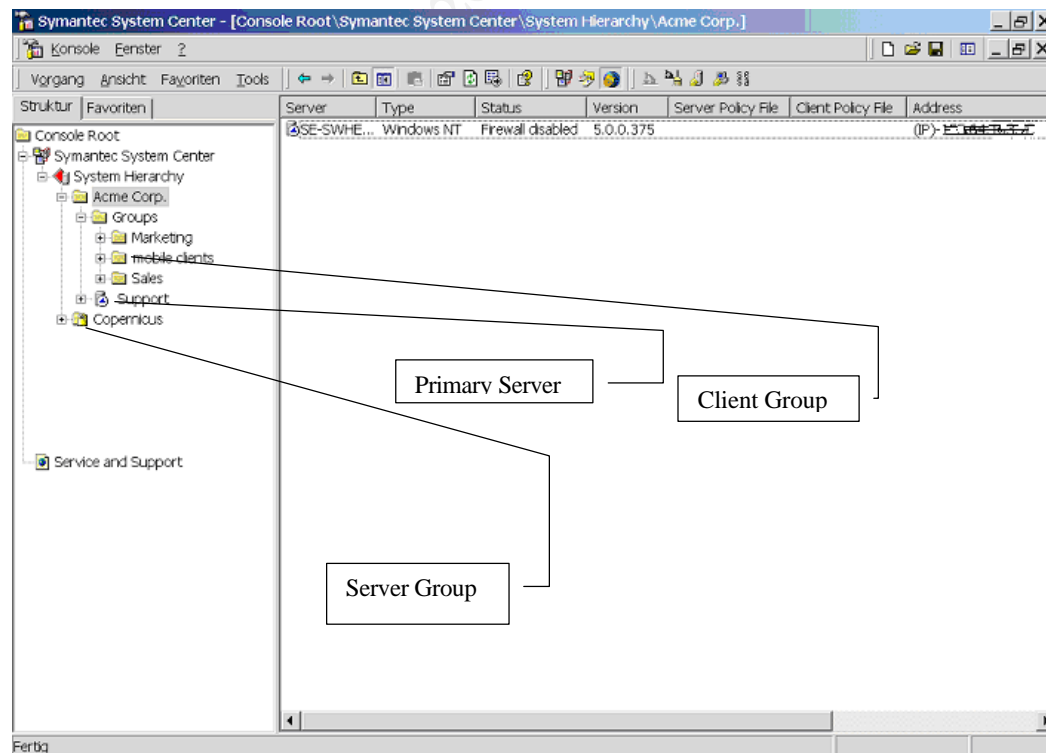 Symantec System Center - [Console Root\Symantec System Center\System Hierarchy\Acme Corp.]
Konsole Fenster ?
Vorgang Ansicht Favoriten Tools
Struktur Favoriten
Server Type Status Version Server Policy File Client Policy File Address
SE-SWHE... Windows NT Firewall disabled 5.0.0.375 (IP)-
Console Root
Symantec System Center
System Hierarchy
Acme Corp.
Groups
Marketing
mobile clients
Sales
Support
Copernicus
Primary Server
Client Group
Service and Support
Server Group
Fertig